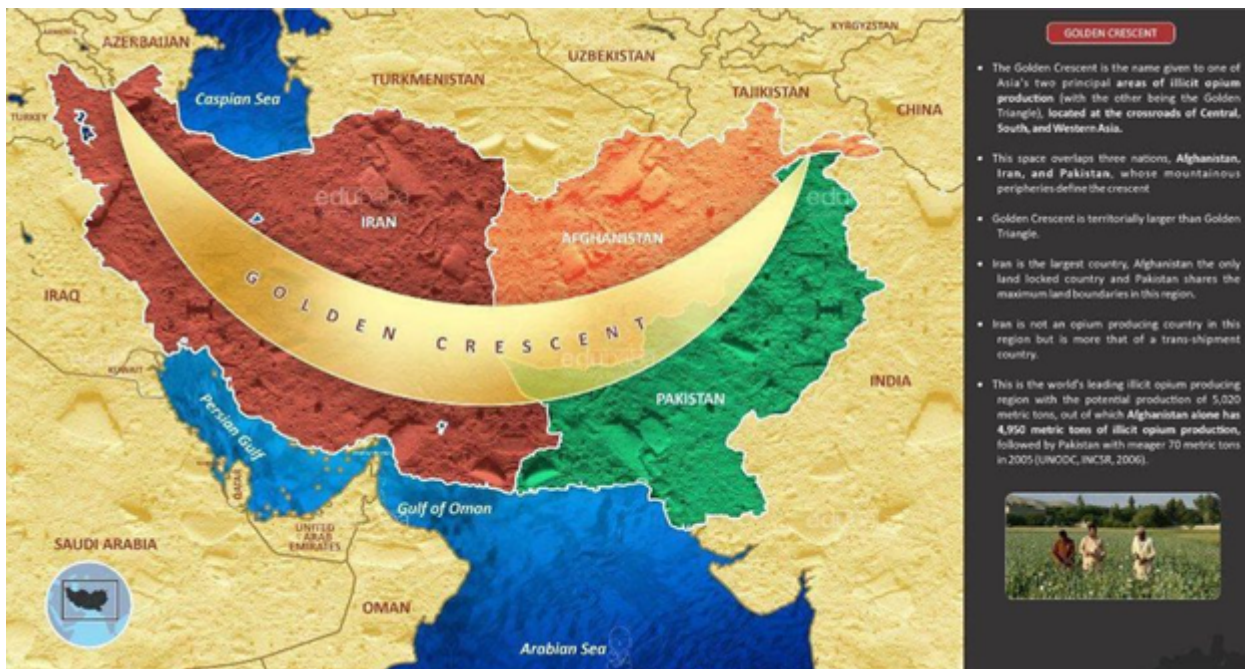 AZERBAIJAN
KYRGYZSTAN
UZBEKISTAN
TURKMENISTAN
TAJIKISTAN
CHINA
Caspian Sea
TURKEY
IRAN
AFGHANISTAN
IRAQ
GOLDEN CRESCENT
KUWAIT
PAKISTAN
INDIA
Persian Gulf
QATAR
Gulf of Oman
UNITED
ARAB
EMIRATES
SAUDI ARABIA
OMAN
Arabian Sea
GOLDEN CRESCENT
• The Golden Crescent is the name given to one of
Asia's two principal areas of illicit opium
production (with the other being the Golden
Triangle), located at the crossroads of Central,
South, and Western Asia.
• This space overlaps three nations, Afghanistan,
Iran, and Pakistan, whose mountainous
peripheries define the crescent
• Golden Crescent is territorially larger than Golden
Triangle.
• Iran is the largest country, Afghanistan the only
land locked country and Pakistan shares the
maximum land boundaries in this region.
• Iran is not an opium producing country in this
region but is more that of a trans-shipment
country.
• This is the world's leading illicit opium producing
region with the potential production of 5,020
metric tons, out of which Afghanistan alone has
4,950 metric tons of illicit opium production,
followed by Pakistan with meager 70 metric tons
in 2005 (UNODC, INCSR, 2006).